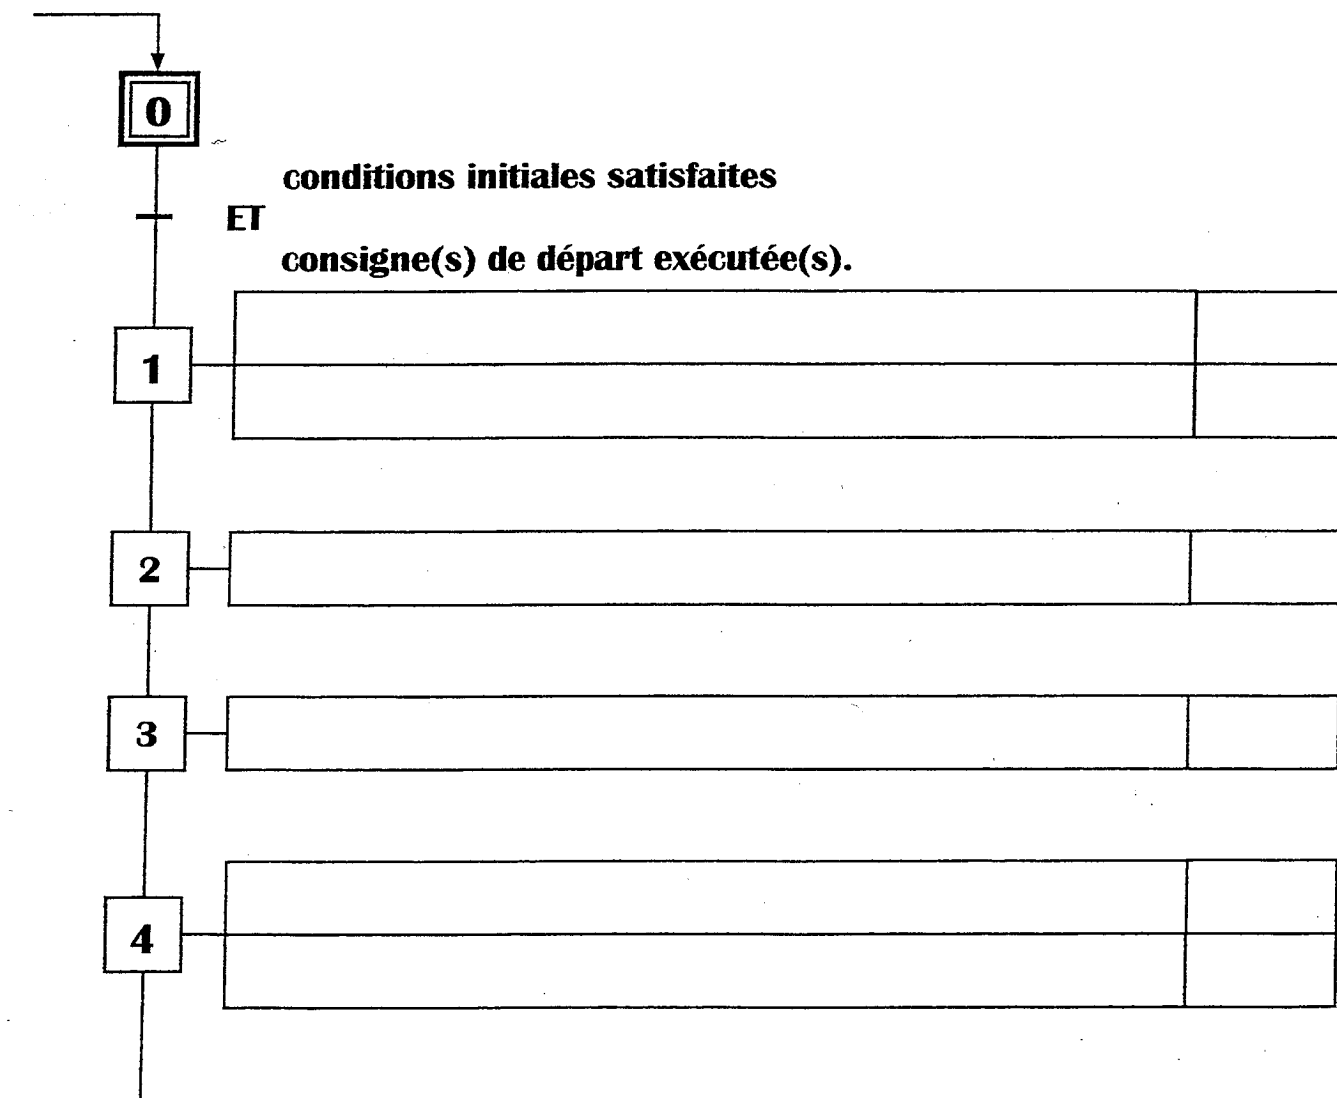 0
conditions initiales satisfaites
ET
consigne(s) de départ exécutée(s).
1
2
3
4